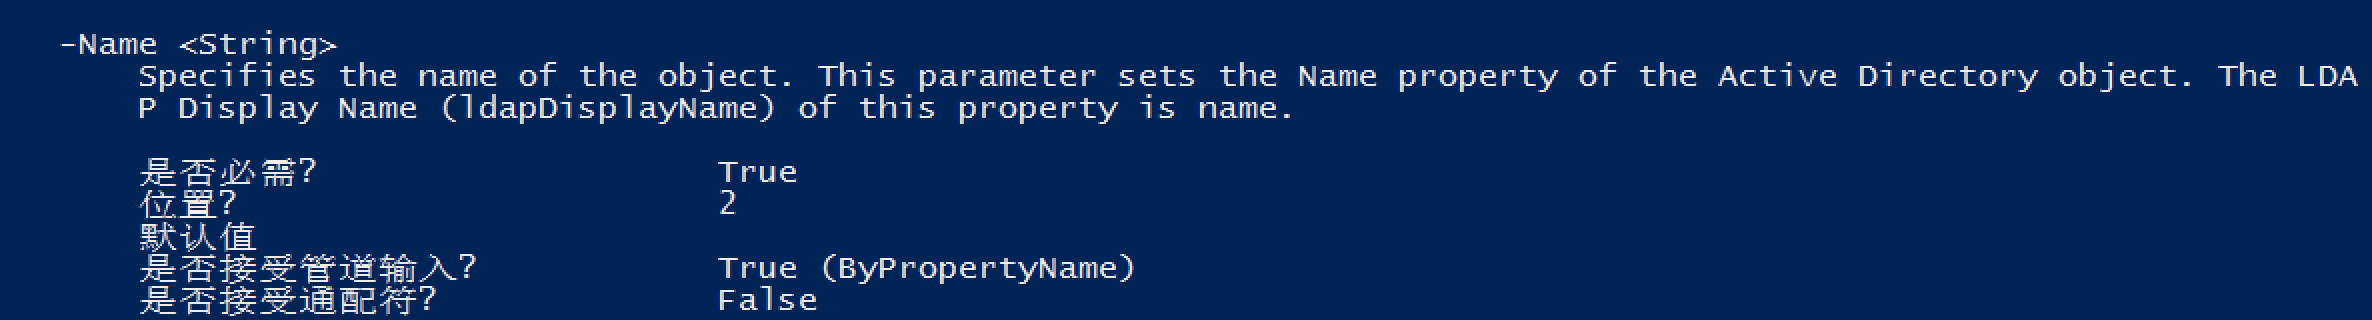 -Name <String>
Specifies the name of the object. This parameter sets the Name property of the Active Directory object. The LDA
P Display Name (ldapDisplayName) of this property is name.
是否必需? True
位置? 2
默认值
是否接受管道输入? True (ByPropertyName)
是否接受通配符? False